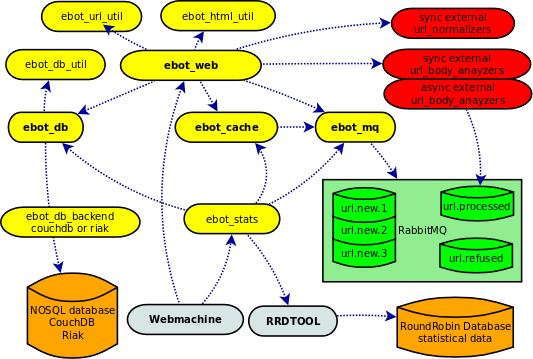 ebot_url_util
ebot_html_util
sync external
url_normalizers
ebot_db_util
ebot_web
sync external
url_body_anayzers
async external
url_body_anayzers
ebot_db
ebot_cache
ebot_mq
ebot_db_backend
couchdb or riak
ebot_stats
url.new.1
url.new.2
url.new.3
RabbitMQ
url.processed
url.refused
NOSQL database
CouchDB
Riak
Webmachine
RRDTOOL
RoundRobin Database
statistical data